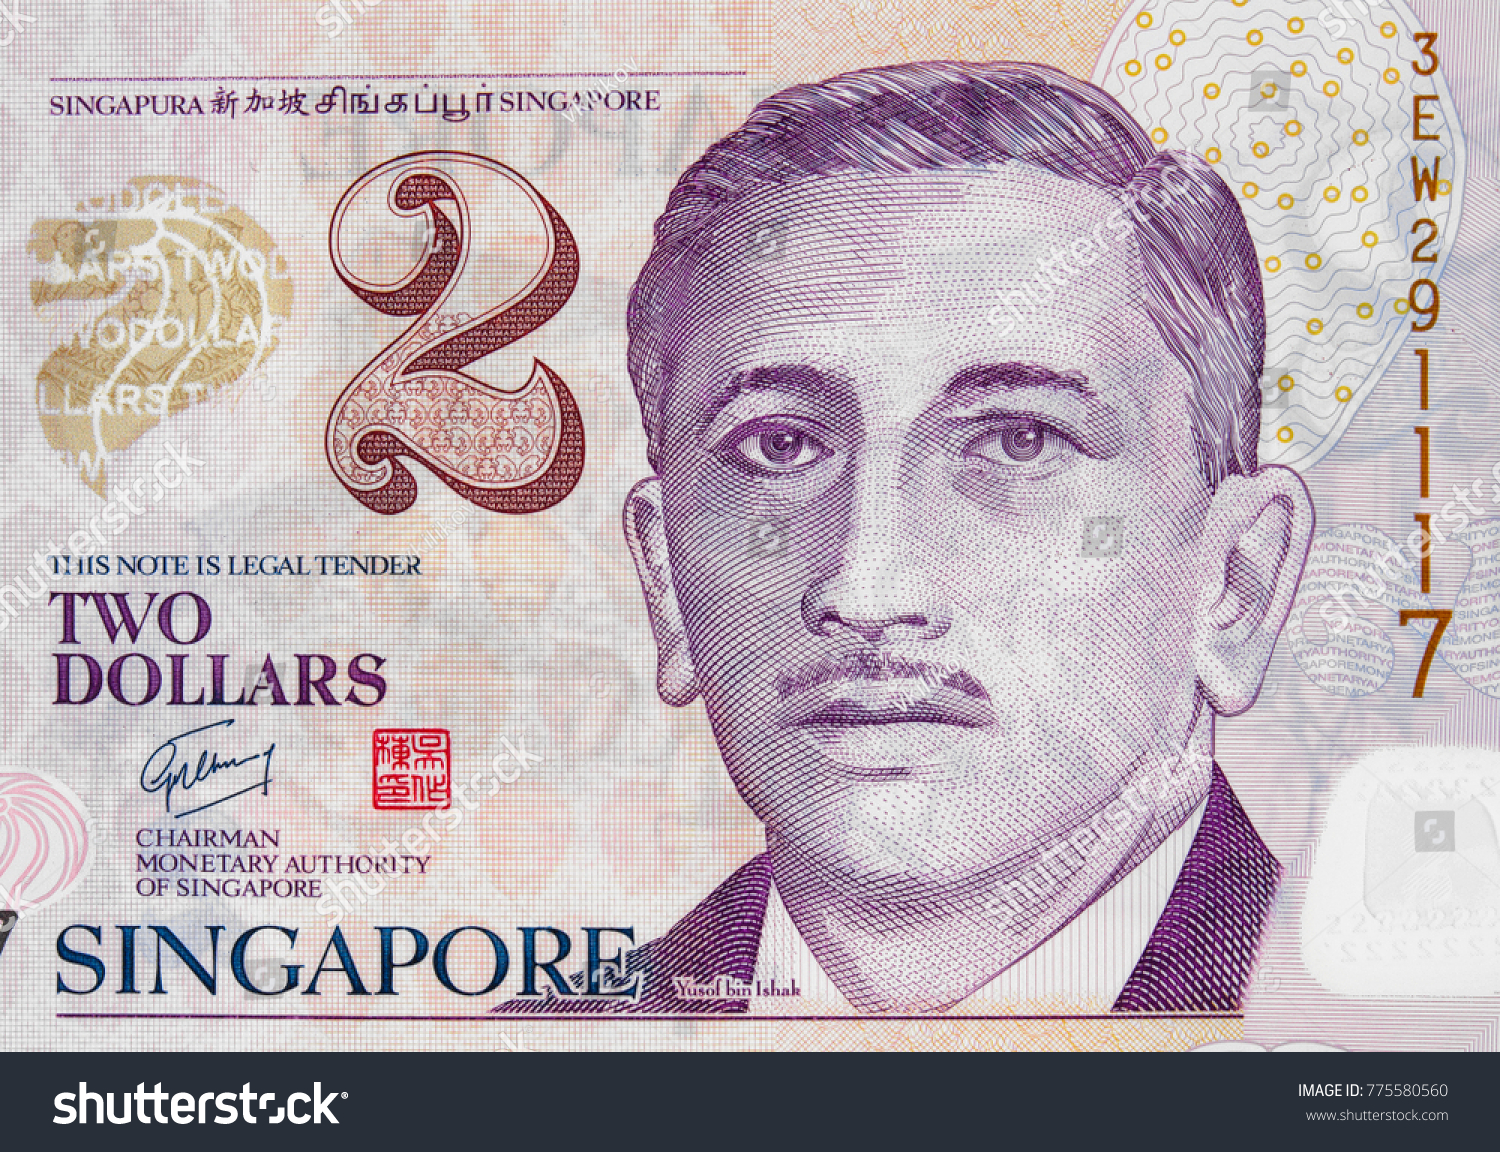 SINGAPURA 新加坡 சிங்கப்பூர் SINGAPORE
2
THIS NOTE IS LEGAL TENDER
TWO
DOLLARS
CHAIRMAN
MONETARY AUTHORITY
OF SINGAPORE
SINGAPORE
Yusof bin Ishak
3EW291117
shutterstock
IMAGE ID: 775580560
www.shutterstock.com